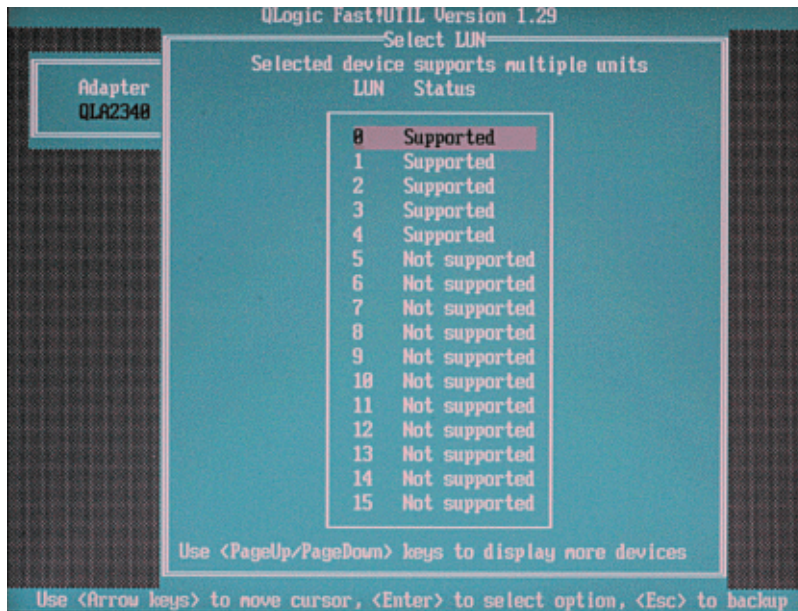 QLogic Fast!UTIL Version 1.29
Select LUN
Selected device supports multiple units
Adapter
QLA2340
LUN Status
0 Supported
1 Supported
2 Supported
3 Supported
4 Supported
5 Not supported
6 Not supported
7 Not supported
8 Not supported
9 Not supported
10 Not supported
11 Not supported
12 Not supported
13 Not supported
14 Not supported
15 Not supported
Use <PageUp/PageDown> keys to display more devices
Use <Arrow keys> to move cursor, <Enter> to select option, <Esc> to backup